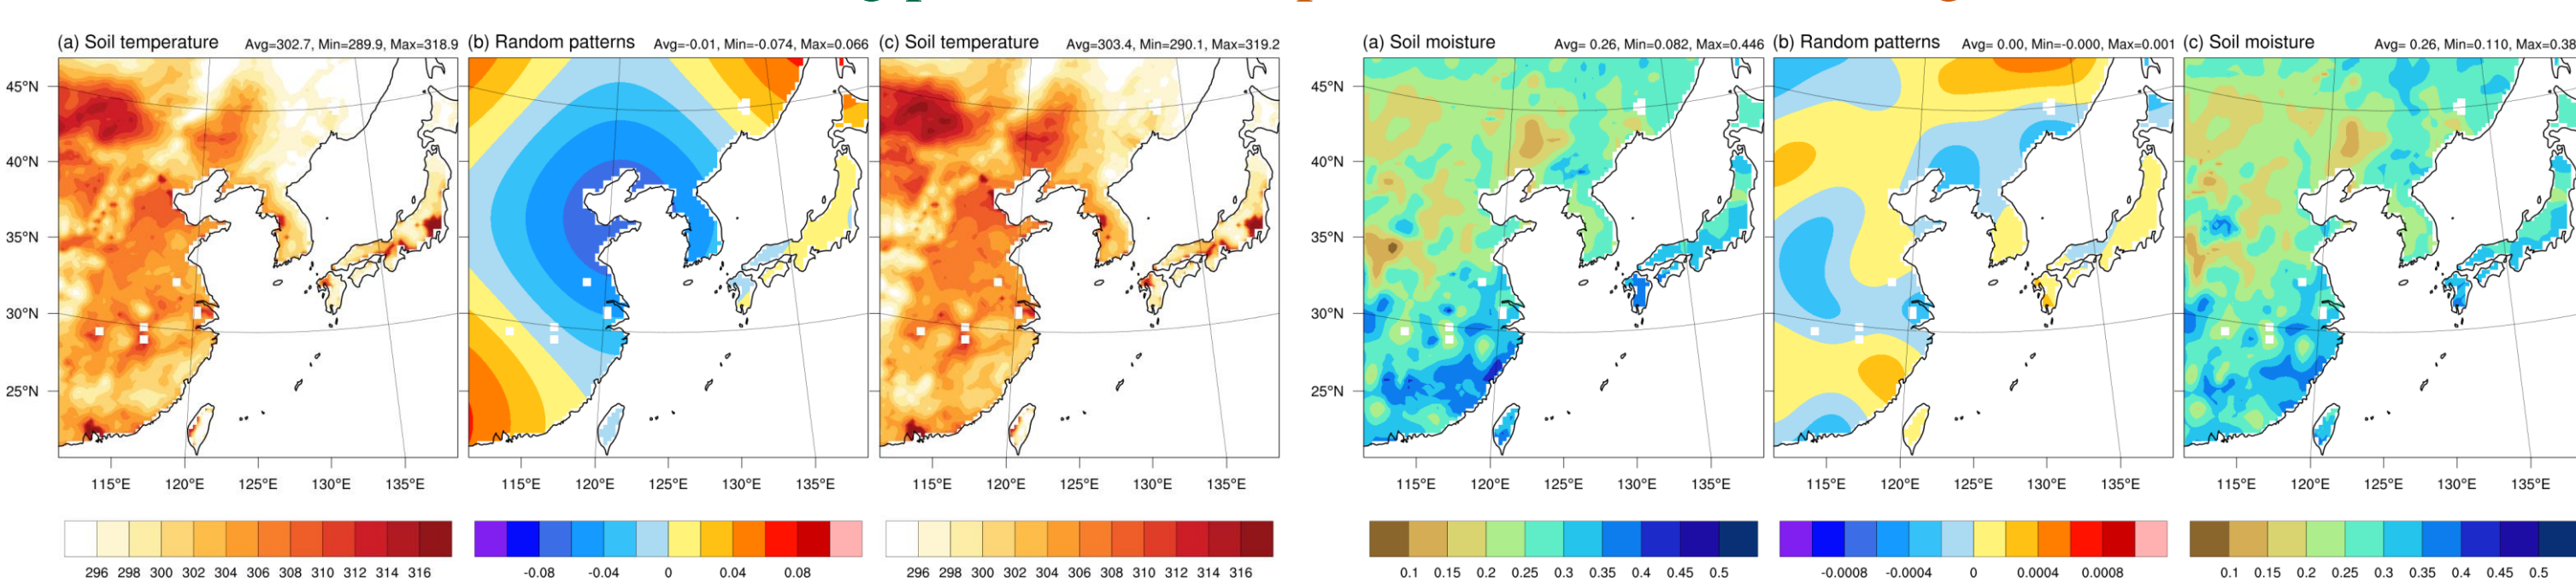 (a) Soil temperature Avg=302.7, Min=289.9, Max=318.9
(b) Random patterns Avg=-0.01, Min=-0.074, Max=0.066
(c) Soil temperature Avg=303.4, Min=290.1, Max=319.2
(a) Soil moisture Avg= 0.26, Min=0.082, Max=0.446
(b) Random patterns Avg= 0.00, Min=-0.000, Max=0.001
(c) Soil moisture Avg= 0.26, Min=0.110, Max=0.38
45°N
40°N
35°N
30°N
25°N
45°N
40°N
35°N
30°N
25°N
115°E 120°E 125°E 130°E 135°E
115°E 120°E 125°E 130°E 135°E
115°E 120°E 125°E 130°E 135°E
115°E 120°E 125°E 130°E 135°E
115°E 120°E 125°E 130°E 135°E
115°E 120°E 125°E 130°E 135°E
296 298 300 302 304 306 308 310 312 314 316
-0.08 -0.04 0 0.04 0.08
296 298 300 302 304 306 308 310 312 314 316
0.1 0.15 0.2 0.25 0.3 0.35 0.4 0.45 0.5
-0.0008 -0.0004 0 0.0004 0.0008
0.1 0.15 0.2 0.25 0.3 0.35 0.4 0.45 0.5